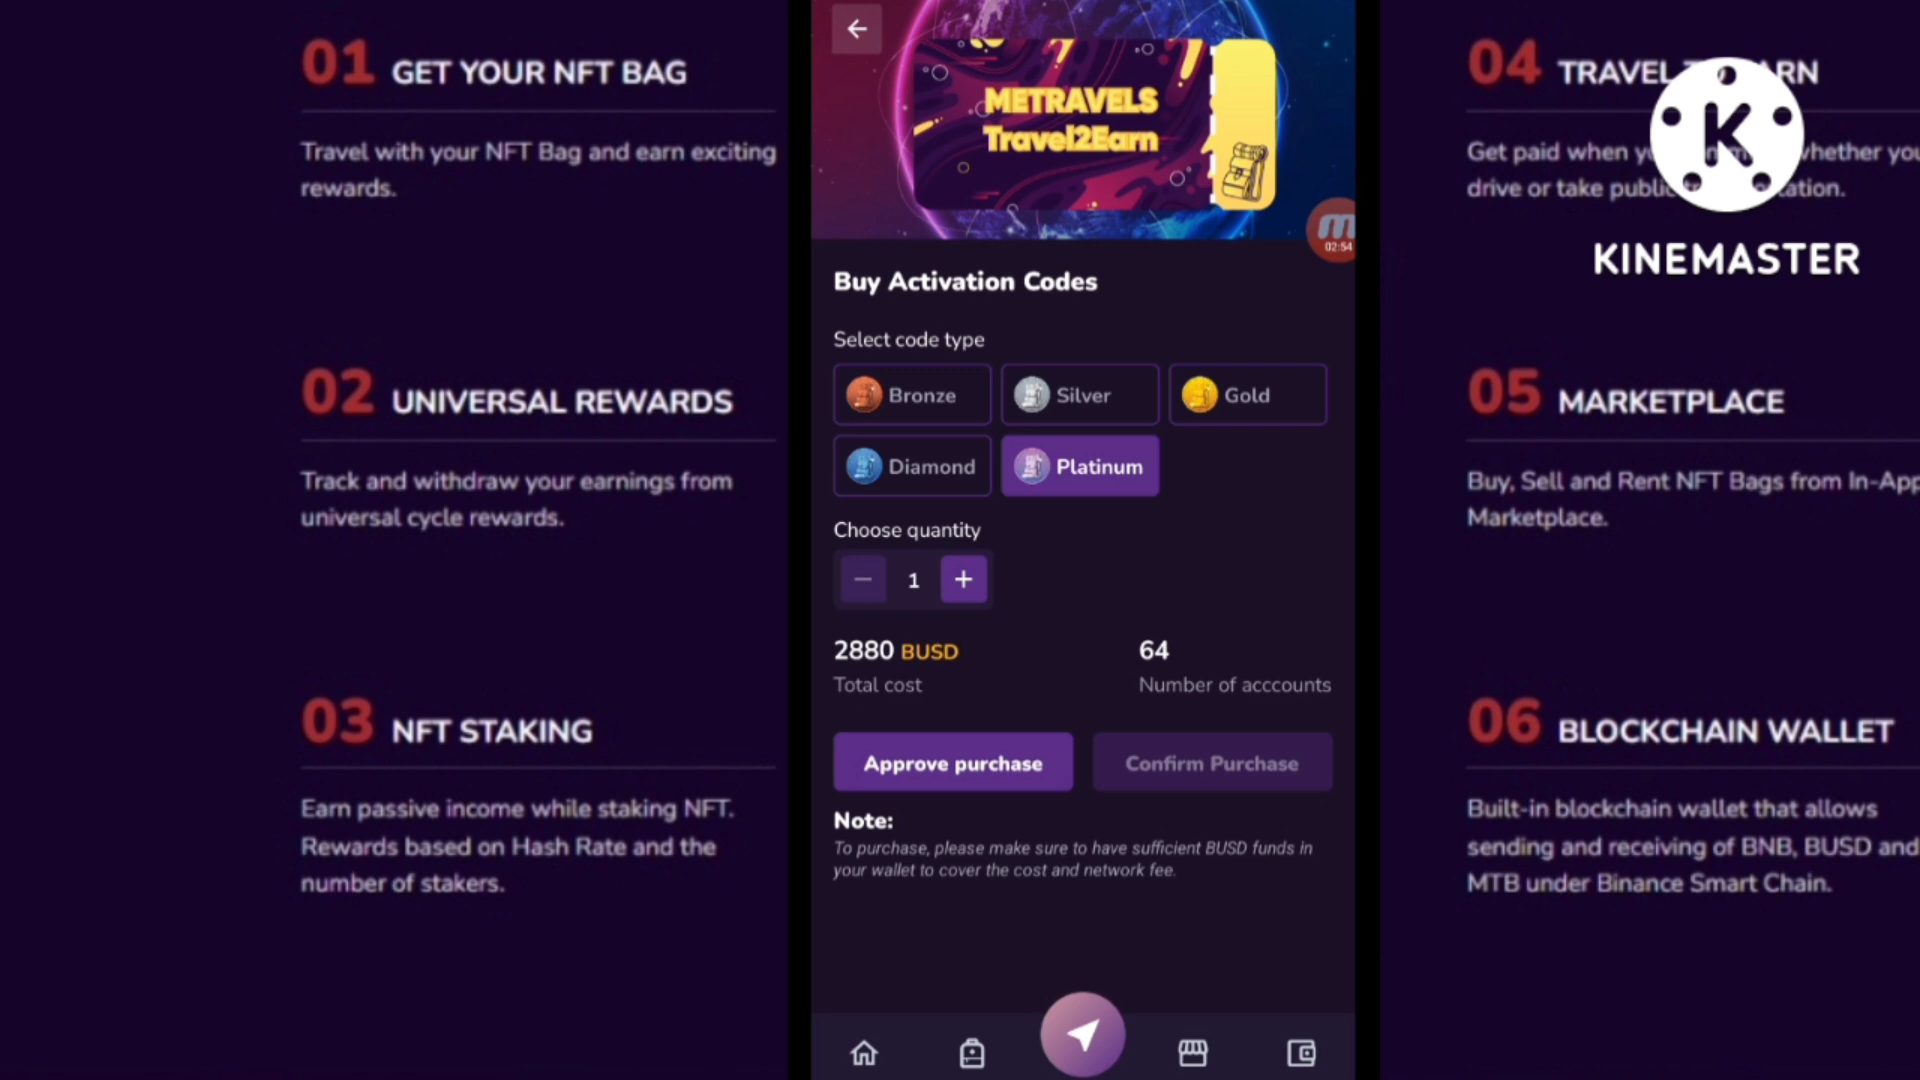 01 GET YOUR NFT BAG
Travel with your NFT Bag and earn exciting
rewards.
02 UNIVERSAL REWARDS
Track and withdraw your earnings from
universal cycle rewards.
03 NFT STAKING
Earn passive income while staking NFT.
Rewards based on Hash Rate and the
number of stakers.
METRAVELS
Travel2Earn
02:54
Buy Activation Codes
Select code type
Bronze
Silver
Gold
Diamond
Platinum
Choose quantity
1
2880 BUSD
Total cost
64
Number of acccounts
Approve purchase
Confirm Purchase
Note:
To purchase, please make sure to have sufficient BUSD funds in
your wallet to cover the cost and network fee.
04 TRAVEL
Get paid when
drive or take public
K
KINEMASTER
05 MARKETPLACE
Buy, Sell and Rent NFT Bags from In-App
Marketplace.
06 BLOCKCHAIN WALLET
Built-in blockchain wallet that allows
sending and receiving of BNB, BUSD and
MTB under Binance Smart Chain.